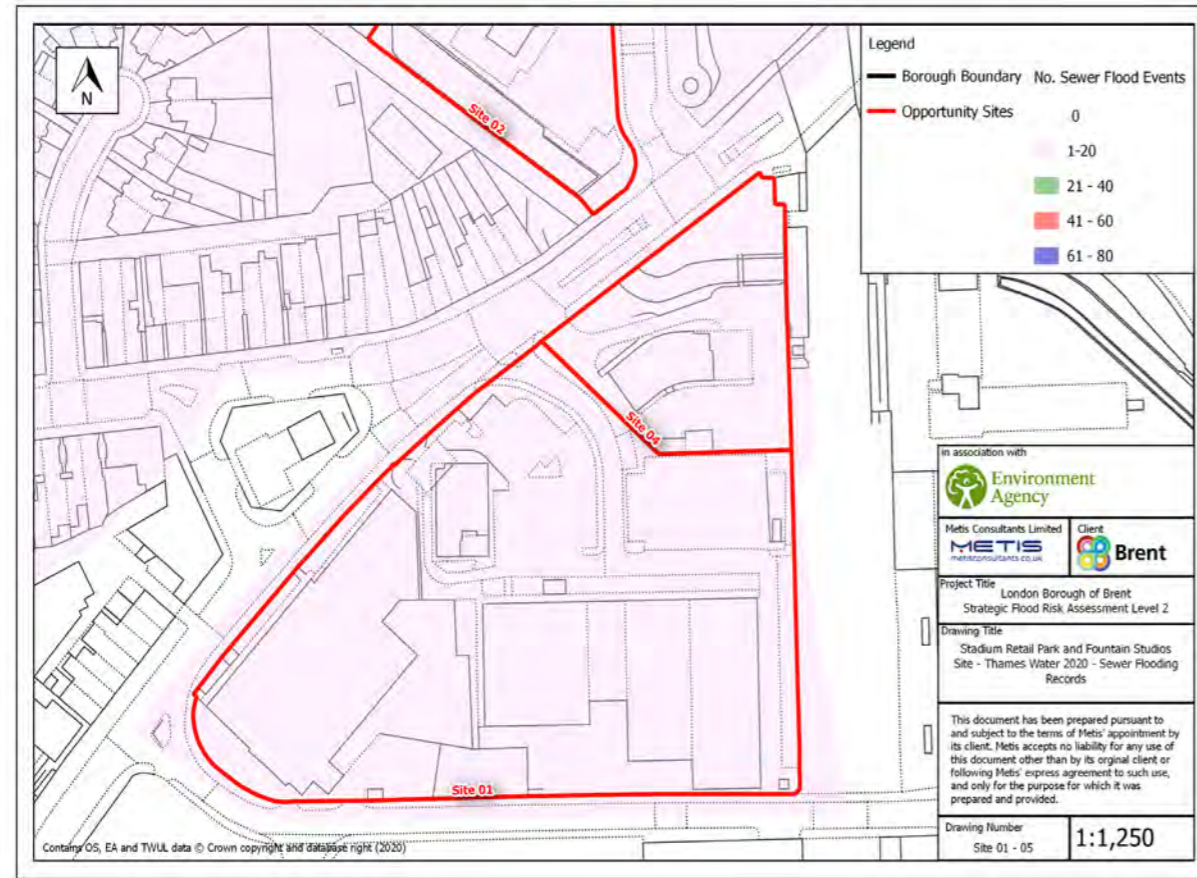 N
Site 02
Site 04
Site 01
Contains OS, EA and TWUL data © Crown copyright and database right (2020)
Legend
Borough Boundary
Opportunity Sites
No. Sewer Flood Events
0
1-20
21 - 40
41 - 60
61 - 80
in association with
Environment
Agency
Metis Consultants Limited
METIS
metisconsultants.co.uk
Client
Brent
Project Title
London Borough of Brent
Strategic Flood Risk Assessment Level 2
Drawing Title
Stadium Retail Park and Fountain Studios
Site - Thames Water 2020 - Sewer Flooding
Records
This document has been prepared pursuant to
and subject to the terms of Metis' appointment by
its client. Metis accepts no liability for any use of
this document other than by its orginal client or
following Metis' express agreement to such use,
and only for the purpose for which it was
prepared and provided.
Drawing Number
Site 01 - 05
1:1,250